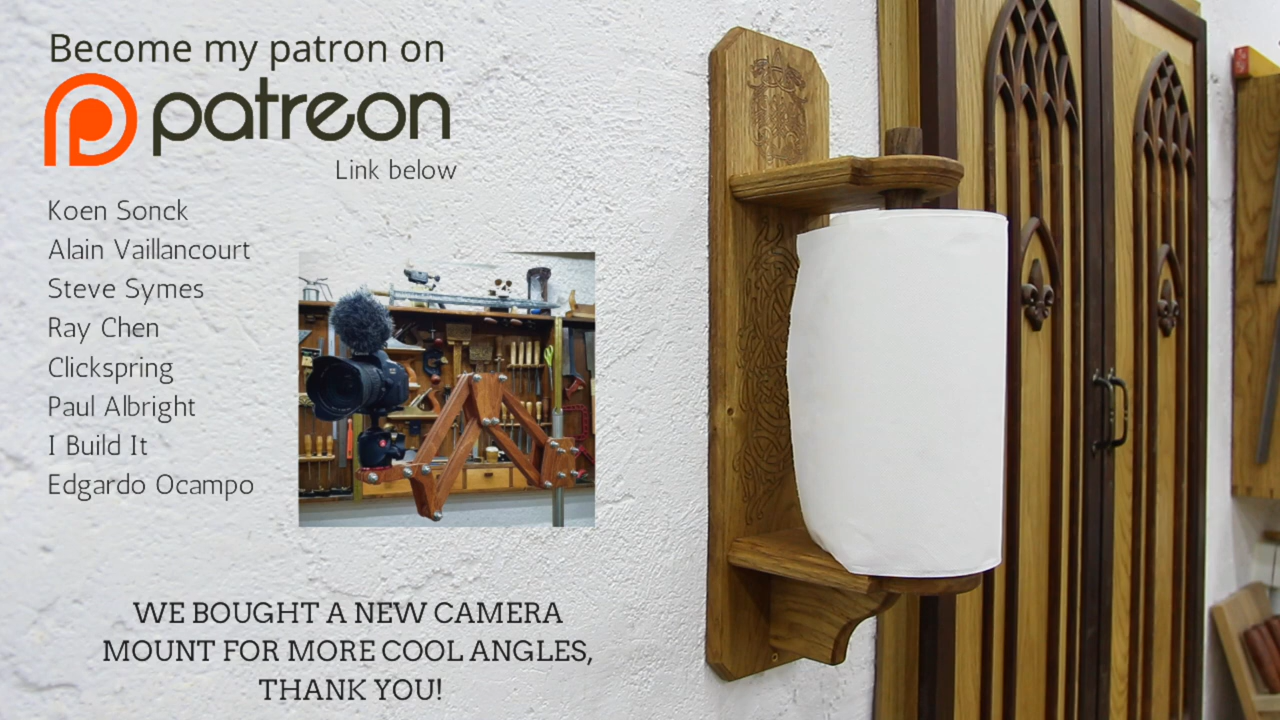 Become my patron on
patreon
Link below
Koen Sonck
Alain Vaillancourt
Steve Symes
Ray Chen
Clickspring
Paul Albright
I Build It
Edgardo Ocampo
WE BOUGHT A NEW CAMERA
MOUNT FOR MORE COOL ANGLES,
THANK YOU!